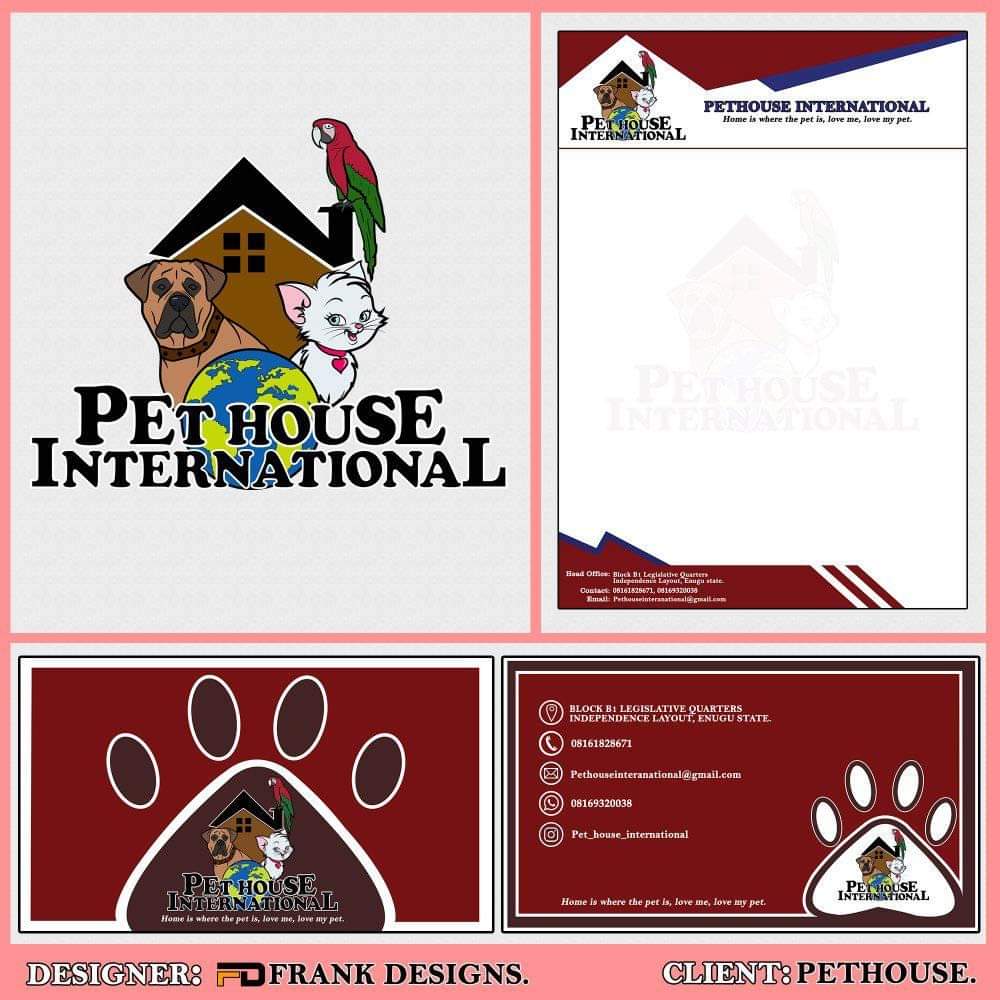 PET HOUSE
INTERNATIONAL
PET HOUSE
INTERNATIONAL
PETHOUSE INTERNATIONAL
Home is where the pet is, love me, love my pet.
PET HOUSE
INTERNATIONAL
Head Office: Block B1 Legislative Quarters
Independence Layout, Enugu state.
Contact: 08161828671, 08169320038
Email: Pethouseinteranational@gmail.com
PET HOUSE
INTERNATIONAL
Home is where the pet is, love me, love my pet.
BLOCK B1 LEGISLATIVE QUARTERS
INDEPENDENCE LAYOUT, ENUGU STATE.
08161828671
Pethouseinteranational@gmail.com
08169320038
Pet_house_international
Home is where the pet is, love me, love my pet.
PET HOUSE
INTERNATIONAL
DESIGNER: FD FRANK DESIGNS.
CLIENT: PETHOUSE.